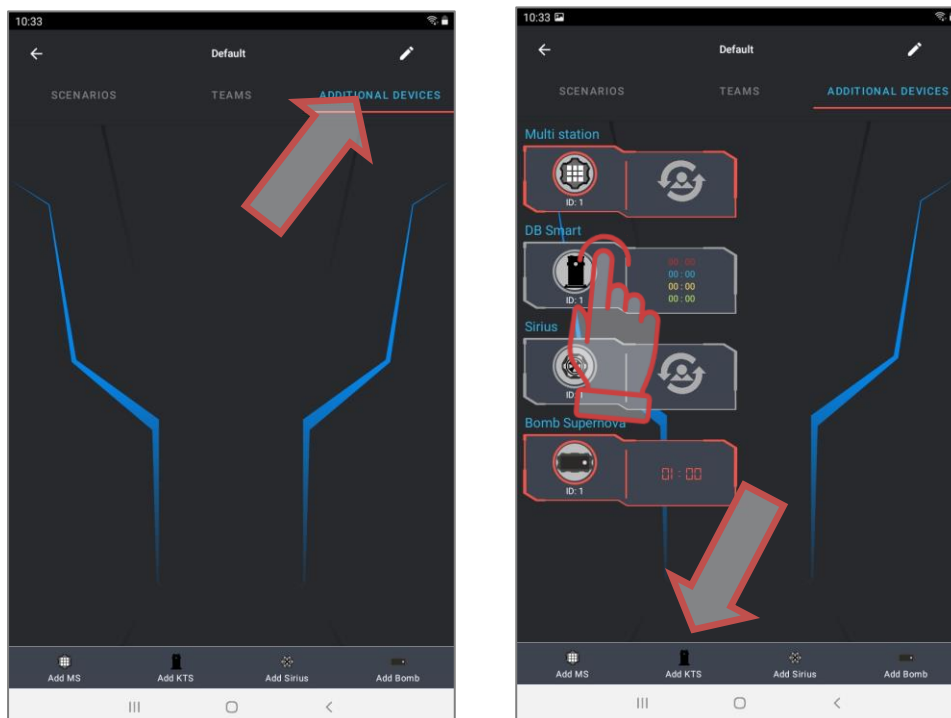 10:33
Default
SCENARIOS TEAMS ADDITIONAL DEVICES
Add MS Add KTS Add Sirius Add Bomb
10:33
Default
SCENARIOS TEAMS ADDITIONAL DEVICES
Multi station
ID: 1
DB Smart
00:00
00:00
00:00
ID: 1 00:00
Sirius
ID: 1
Bomb Supernova
01:00
ID: 1
Add MS Add KTS Add Sirius Add Bomb